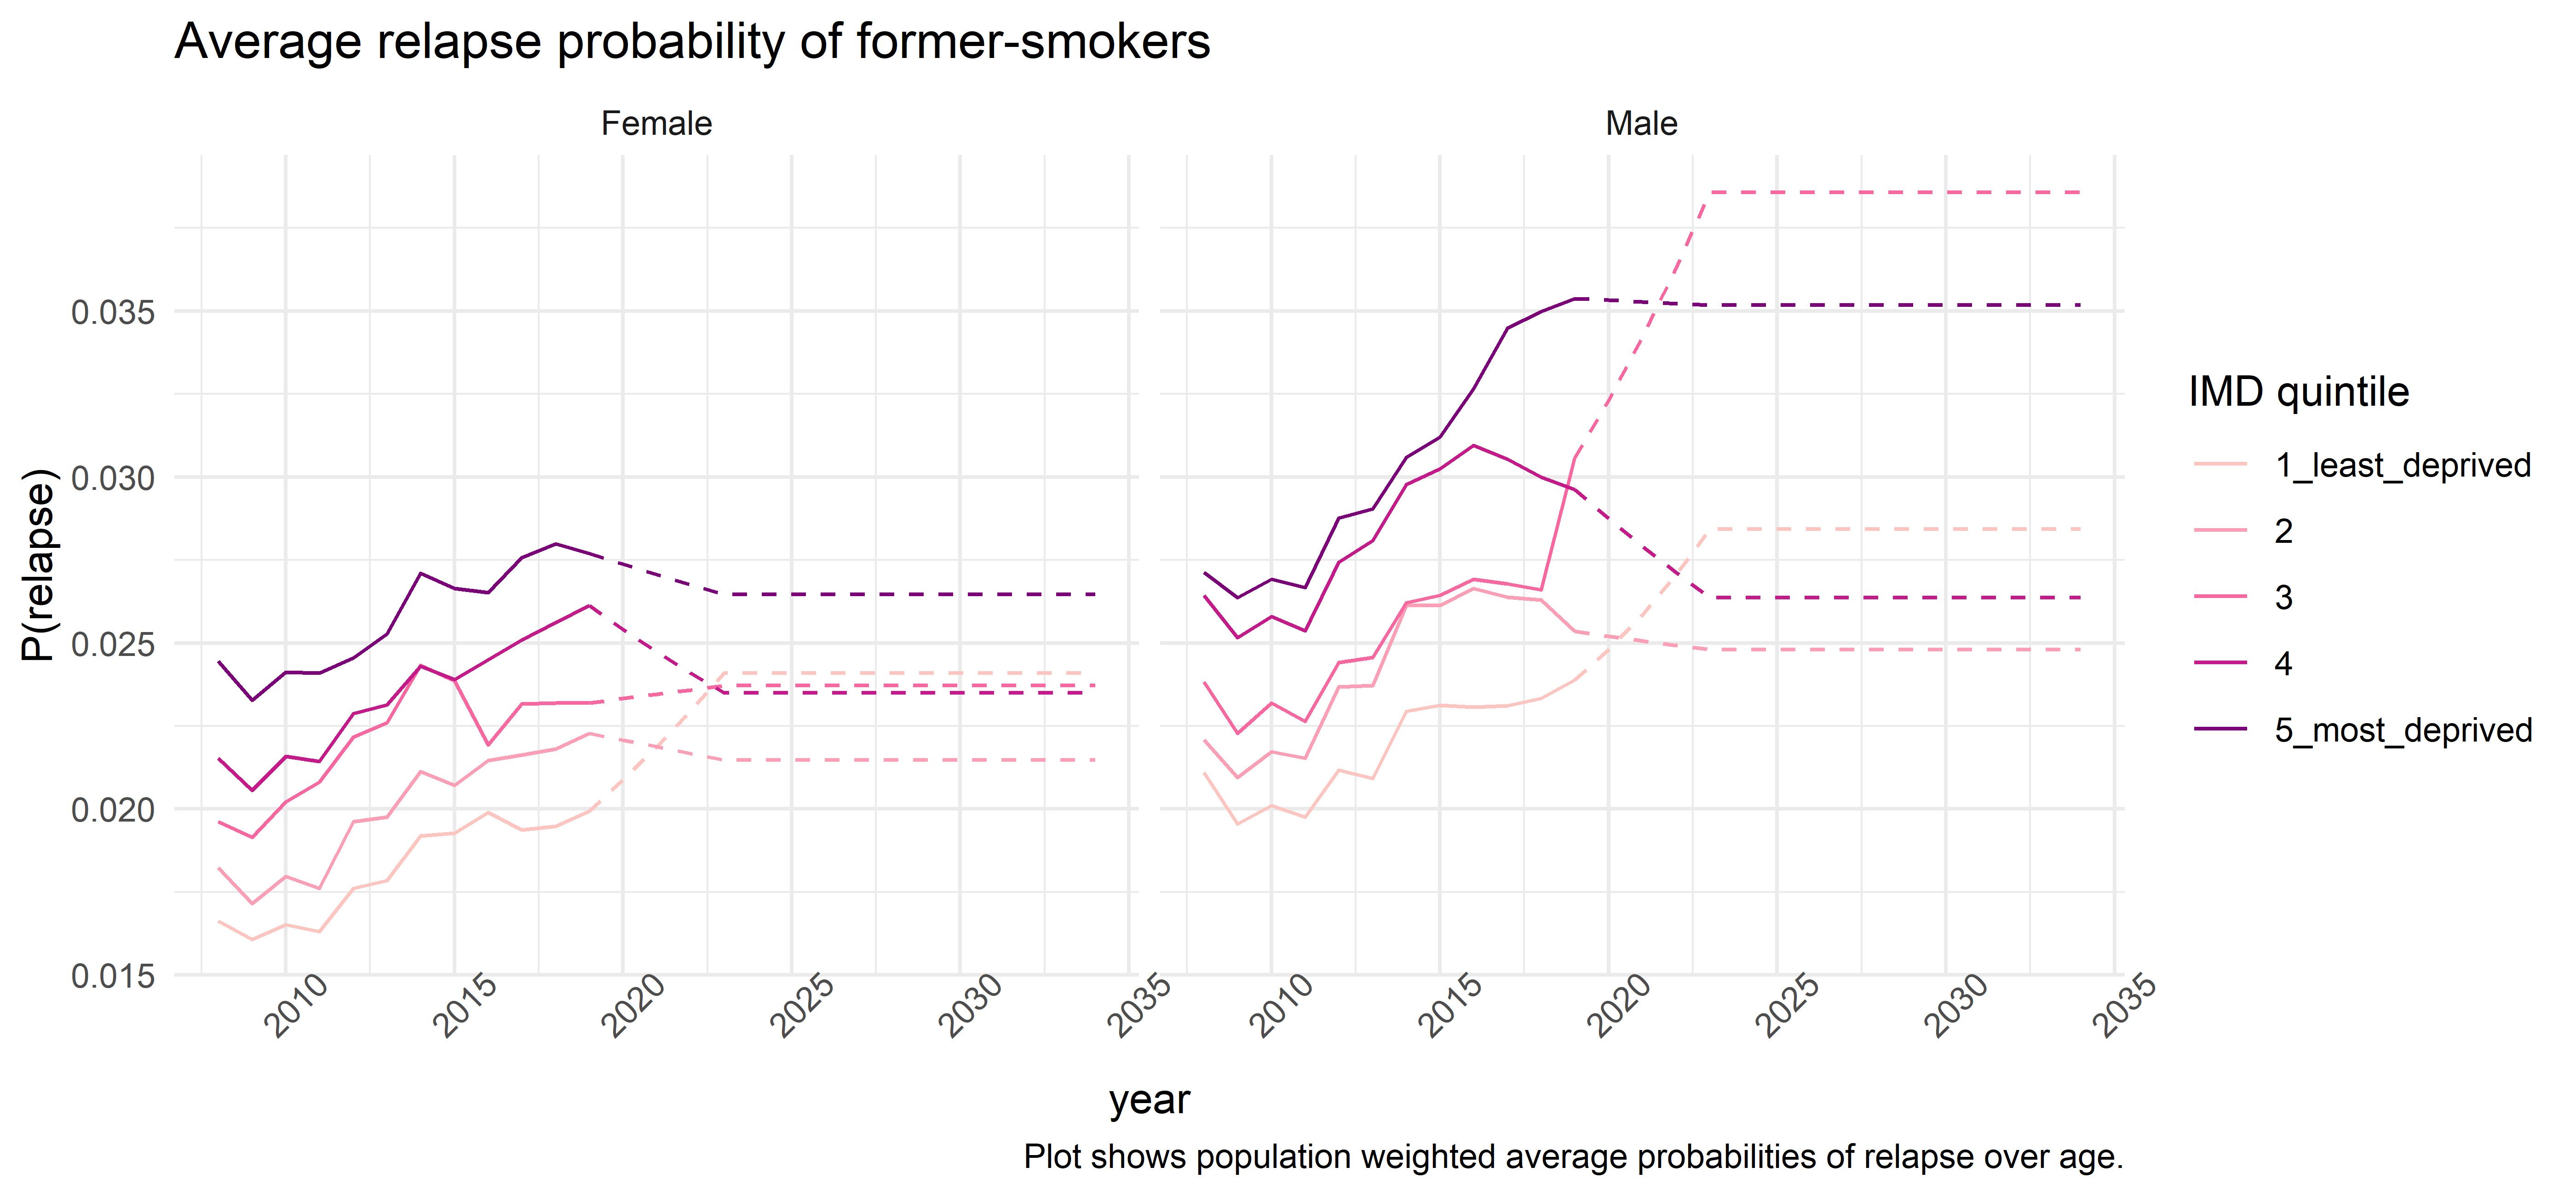 Average relapse probability of former-smokers
Female
Male
P(relapse)
0.035
0.030
0.025
0.020
0.015
2010
2015
2020
2025
2030
2035
2010
2015
2020
2025
2030
2035
year
IMD quintile
1_least_deprived
2
3
4
5_most_deprived
Plot shows population weighted average probabilities of relapse over age.